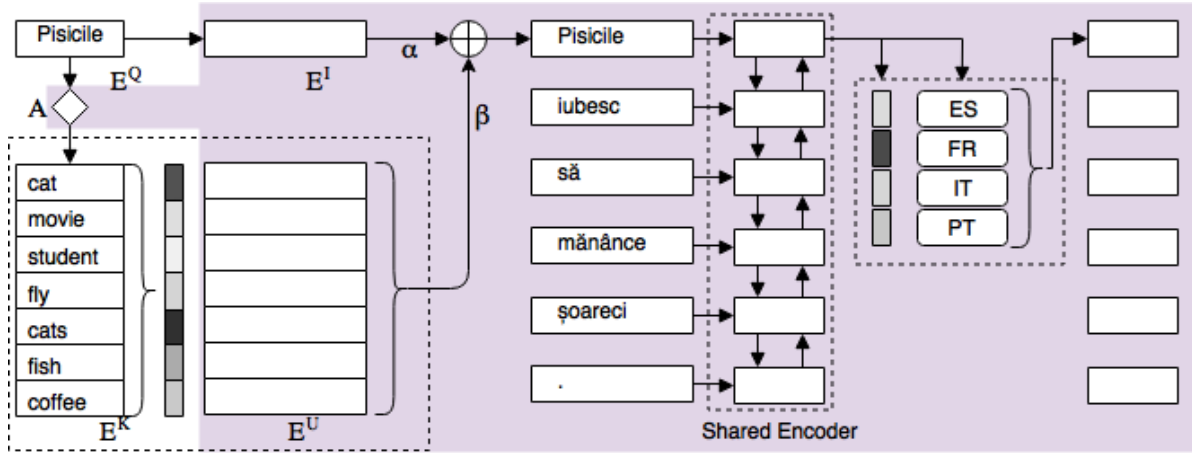 Pisicile
E^Q
E^I
α
A
β
cat
movie
student
fly
cats
fish
coffee
E^K
E^U
Pisicile
iubesc
să
mănânce
șoareci
.
Shared Encoder
ES
FR
IT
PT